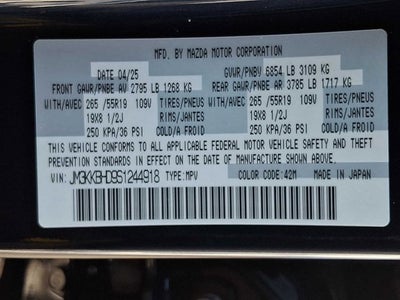 MFD. BY MAZDA MOTOR CORPORATION
DATE 04/25 GVWR/PNBV 6854 LB 3109 KG
FRONT GAWR/PNBE AV 2795 LB 1268 KG REAR GAWR/PNBE AR 3785 LB 1717 KG
WITH/AVEC 265 /55R19 109V TIRES/PNEUS WITH/AVEC 265 /55R19 109V TIRES/PNEUS
19X8 1/2J RIMS/JANTES 19X8 1/2J RIMS/JANTES
250 KPA/36 PSI COLD/A FROID 250 KPA/36 PSI COLD/A FROID
THIS VEHICLE CONFORMS TO ALL APPLICABLE FEDERAL MOTOR VEHICLE SAFETY AND THEFT
PREVENTION STANDARDS IN EFFECT ON THE DATE OF MANUFACTURE SHOWN ABOVE.
VIN: JM3KKBHD9S1244918 TYPE:MPV COLOR CODE:42M MADE IN JAPAN